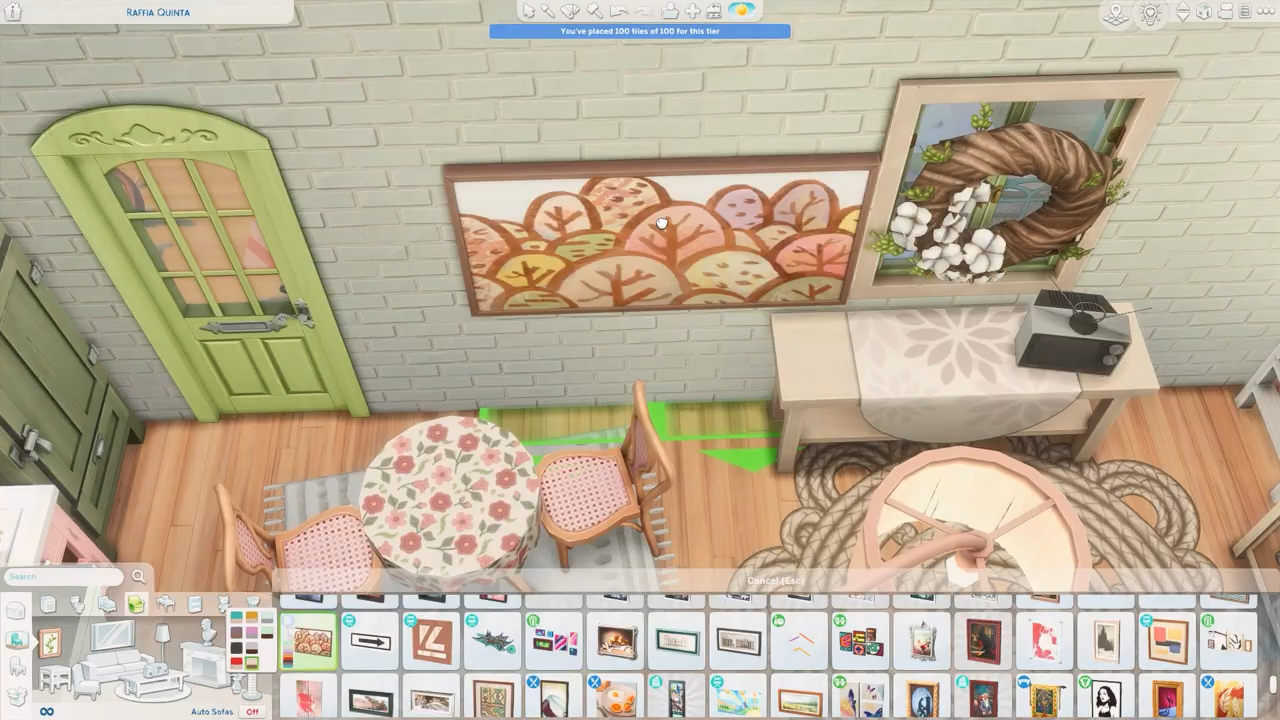 RAFFIA QUINTA
You've placed 100 tiles of 100 for this tier
Cancel (Esc)
Search
Auto Sofas Off